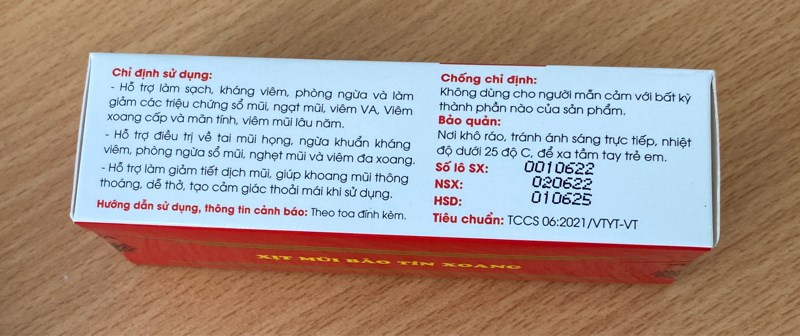 Chỉ định sử dụng:
- Hỗ trợ làm sạch, kháng viêm, phòng ngừa và làm
giảm các triệu chứng sổ mũi, ngạt mũi, viêm VA, Viêm
xoang cấp và mãn tính, viêm mũi lâu năm.
- Hỗ trợ điều trị về tai mũi họng, ngừa khuẩn kháng
viêm, phòng ngừa sổ mũi, nghẹt mũi và viêm đa xoang.
- Hỗ trợ làm giảm tiết dịch mũi, giúp khoang mũi thông
thoáng, dễ thở, tạo cảm giác thoải mái khi sử dụng.
Hướng dẫn sử dụng, thông tin cảnh báo: Theo toa đính kèm.
Chống chỉ định:
Không dùng cho người mẫn cảm với bất kỳ
thành phần nào của sản phẩm.
Bảo quản:
Nơi khô ráo, tránh ánh sáng trực tiếp, nhiệt
độ dưới 25 độ C, để xa tầm tay trẻ em.
Số lô SX: 0010622
NSX: 020622
HSD: 010625
Tiêu chuẩn: TCCS 06:2021/VTYT-VT
XỊT MŨI BẢO TÍN XOANG